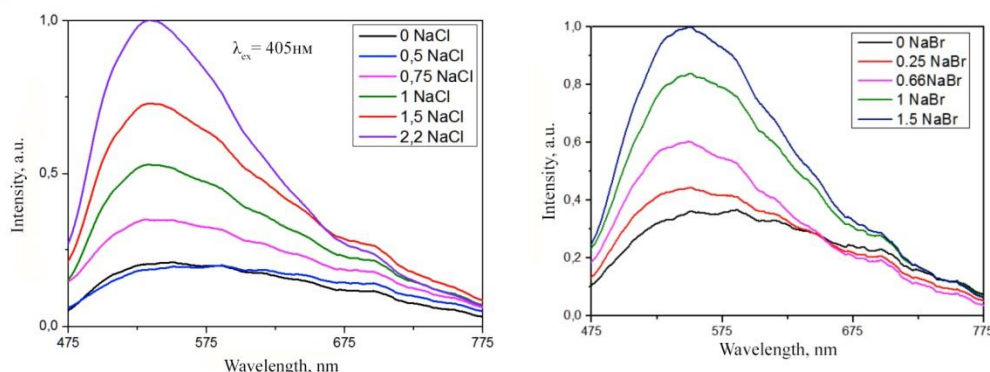 1,0
0,5
0,0
Intensity, a.u.
λex = 405нм
0 NaCl
0,5 NaCl
0,75 NaCl
1 NaCl
1,5 NaCl
2,2 NaCl
475 575 675 775
Wavelength, nm
1,0
0,8
0,6
0,4
0,2
0,0
Intensity, a.u.
0 NaBr
0.25 NaBr
0.66NaBr
1 NaBr
1.5 NaBr
475 575 675 775
Wavelength, nm